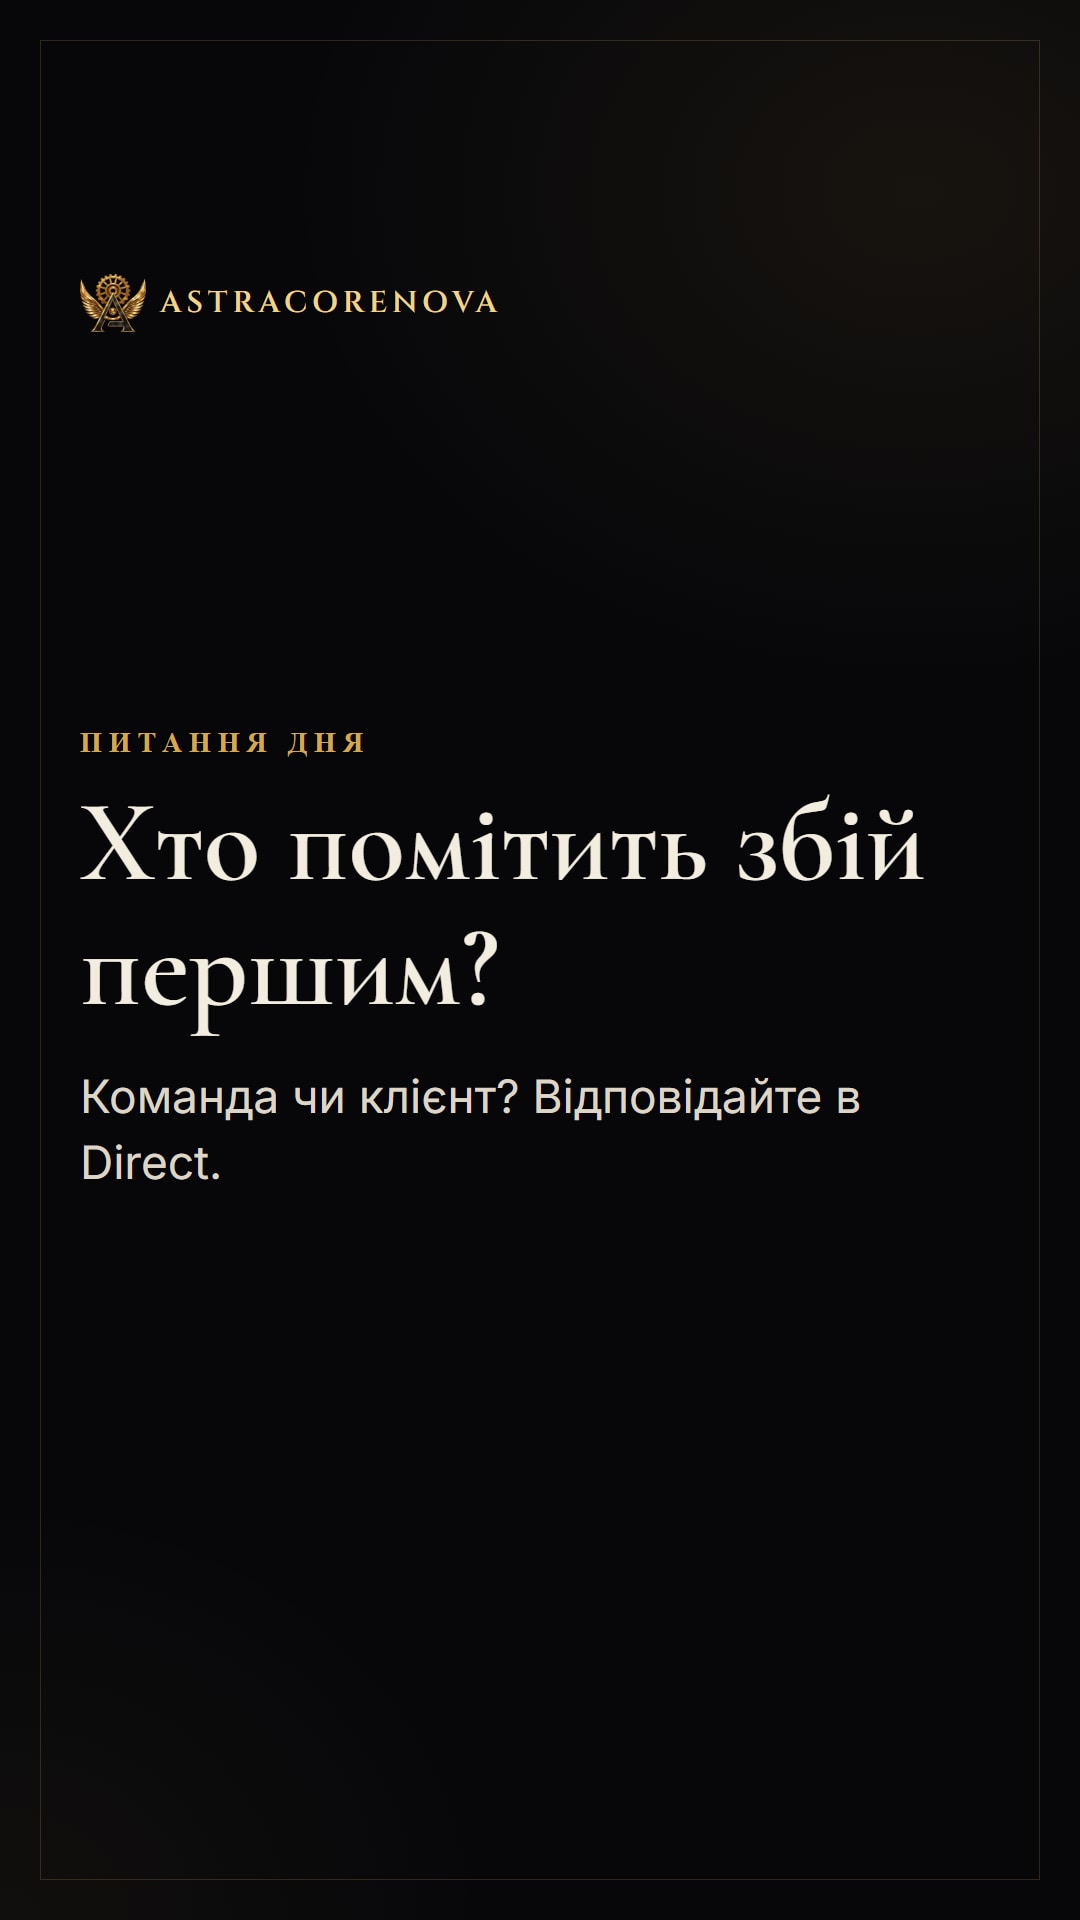 ASTRACORENOVA
ПИТАННЯ ДНЯ
Хто помітить збій
першим?
Команда чи клієнт? Відповідайте в
Direct.